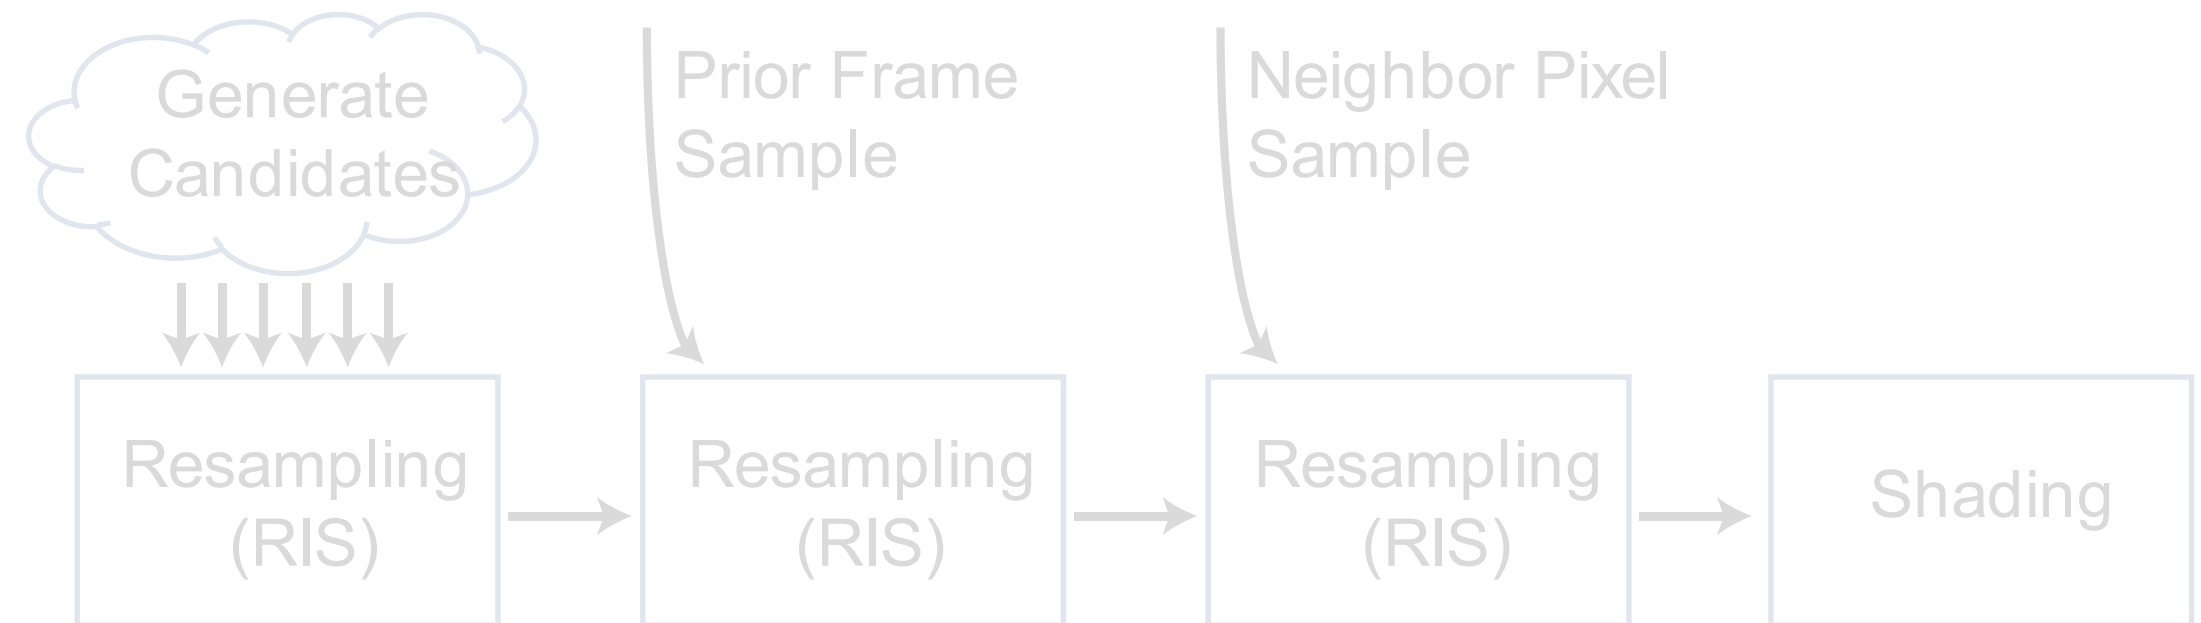 Generate
Candidates
Prior Frame
Sample
Neighbor Pixel
Sample
Resampling
(RIS)
Resampling
(RIS)
Resampling
(RIS)
Shading